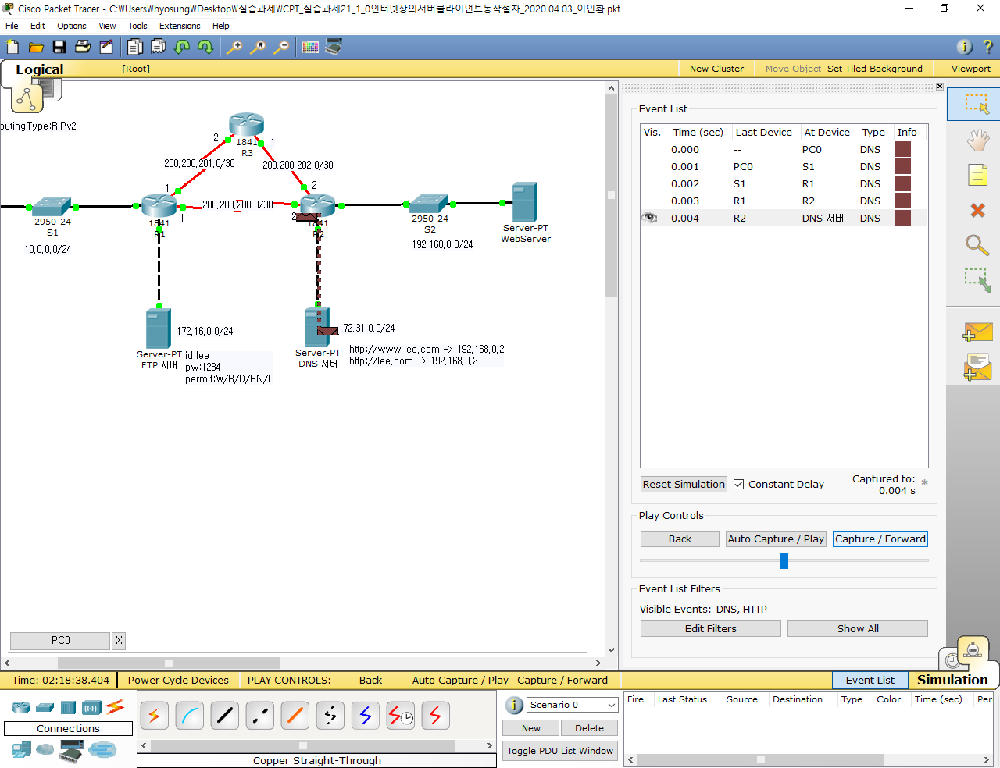 Cisco Packet Tracer - C:₩Users₩hyosung₩Desktop₩실습과제₩CPT_실습과제21_1_0인터넷상의서버클라이언트동작절차_2020.04.03_이인환.pkt
File Edit Options View Tools Extensions Help
Logical
[Root]
New Cluster
Move Object
Set Tiled Background
Viewport
outingType:RIPv2
2
1841
R3
1
200.200.201.0/30
200.200.202.0/30
1
2
200.200.200.0/30
1
2
2950-24
S1
1841
R1
1841
R2
2950-24
S2
Server-PT
WebServer
10.0.0.0/24
192.168.0.0/24
172.16.0.0/24
172.31.0.0/24
Server-PT
FTP 서버
id:lee
pw:1234
permit:W/R/D/RN/L
Server-PT
DNS 서버
http://www.lee.com -> 192.168.0.2
http://lee.com -> 192.168.0.2
PC0
X
Event List
Vis. Time (sec) Last Device At Device Type Info
0.000 -- PC0 DNS
0.001 PC0 S1 DNS
0.002 S1 R1 DNS
0.003 R1 R2 DNS
0.004 R2 DNS 서버 DNS
Reset Simulation
Constant Delay
Captured to:
0.004 s
*
Play Controls
Back
Auto Capture / Play
Capture / Forward
Event List Filters
Visible Events: DNS, HTTP
Edit Filters
Show All
Time: 02:18:38.404
Power Cycle Devices
PLAY CONTROLS:
Back
Auto Capture / Play
Capture / Forward
Event List
Simulation
Connections
Copper Straight-Through
Scenario 0
New
Delete
Toggle PDU List Window
Fire Last Status Source Destination Type Color Time (sec) Per